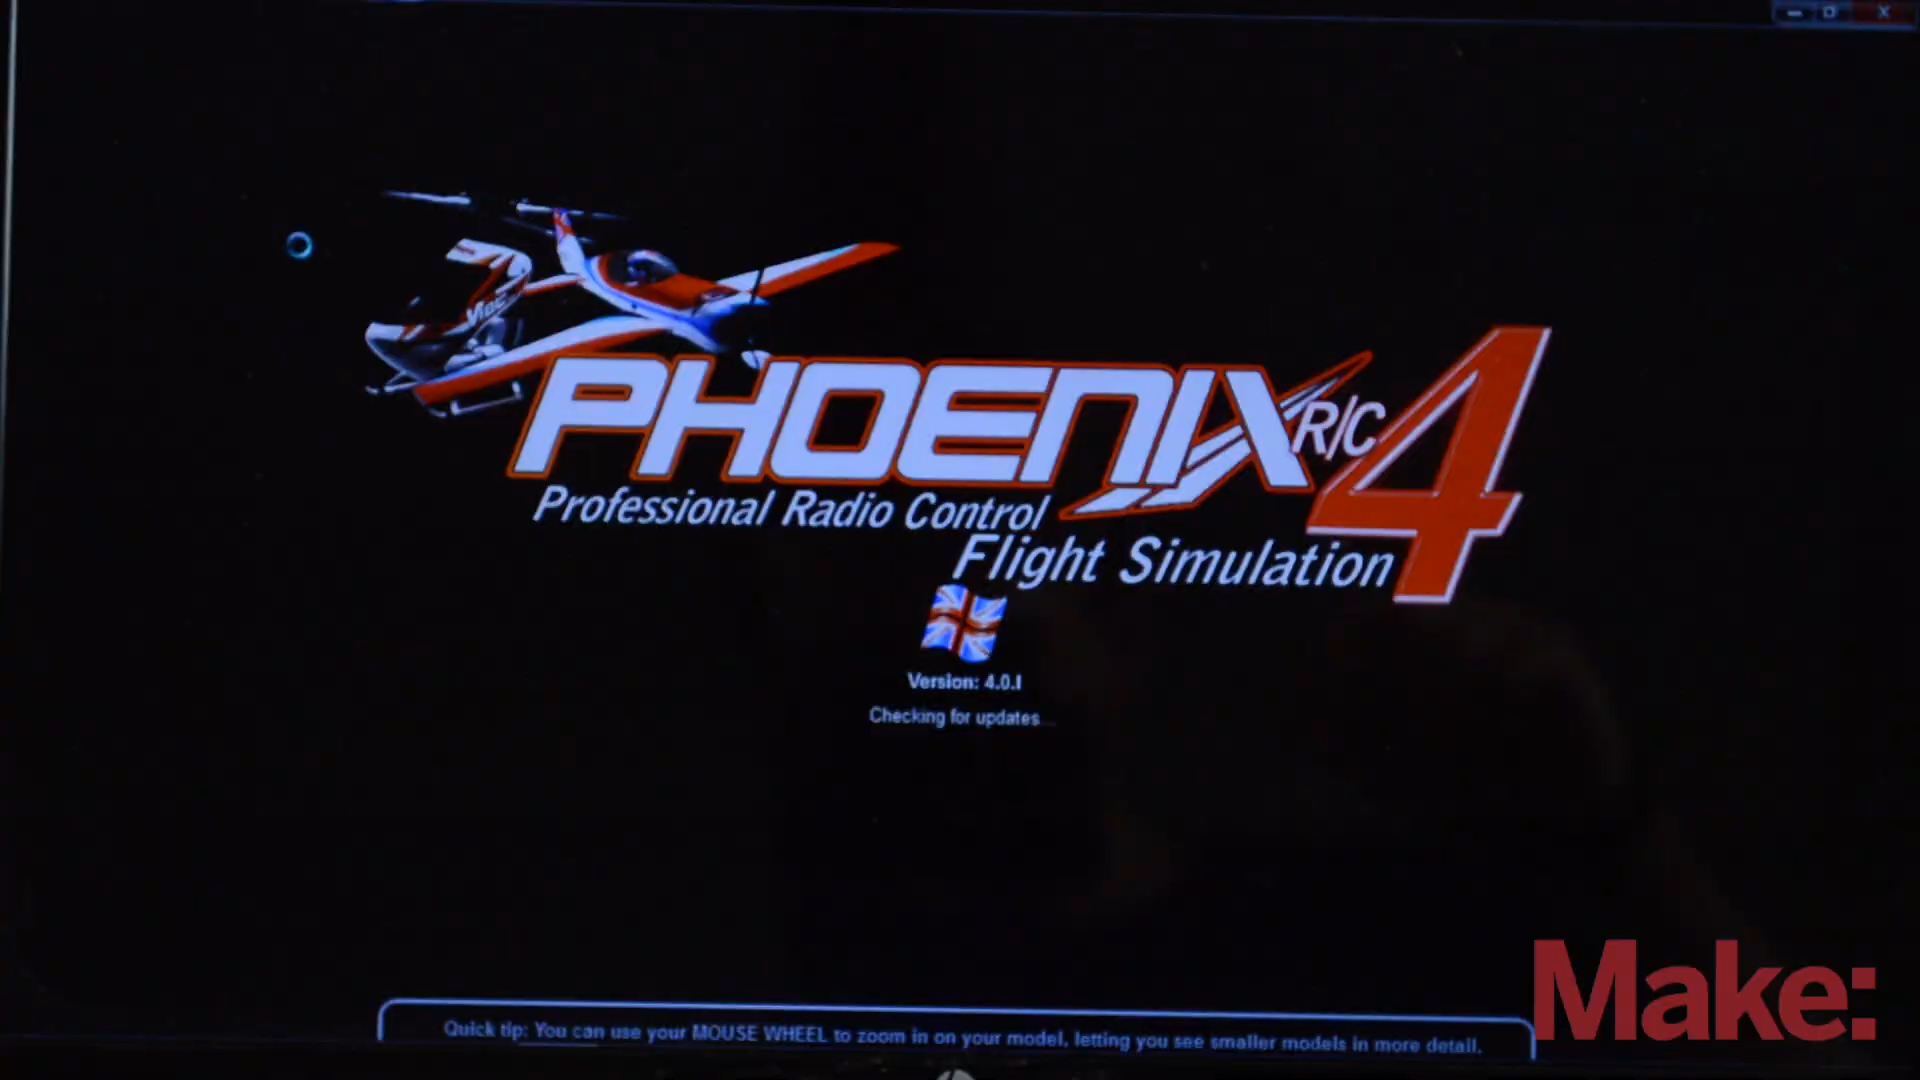 PHOENIX R/C 4
Professional Radio Control
Flight Simulation
Version: 4.0.I
Checking for updates...
Quick tip: You can use your MOUSE WHEEL to zoom in on your model, letting you see smaller models in more detail.
Make: